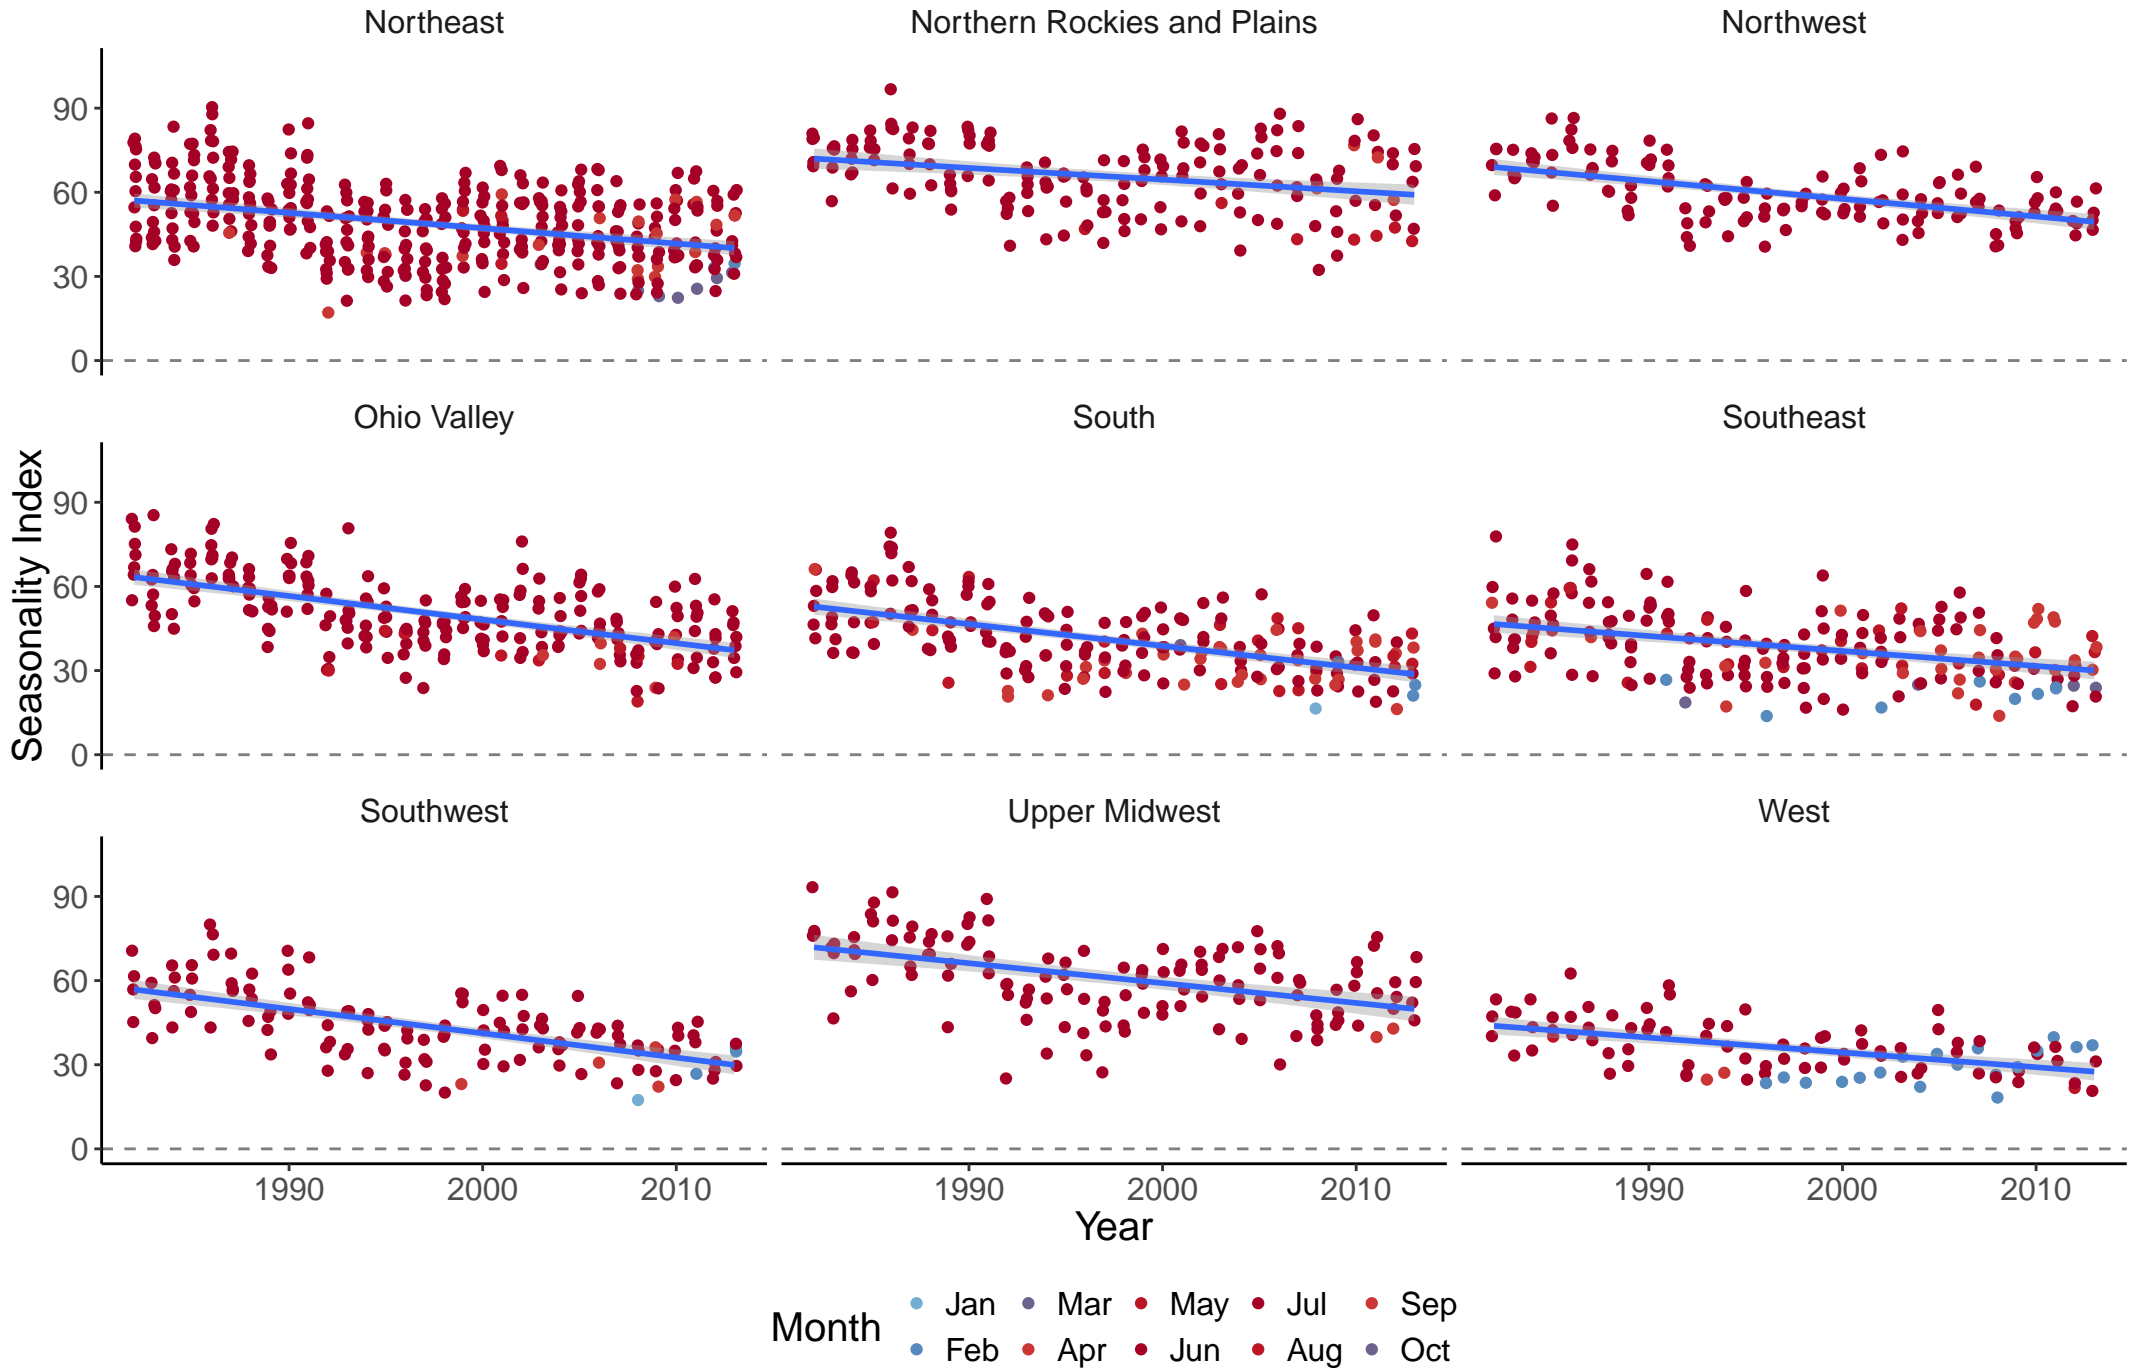 Northeast Northern Rockies and Plains Northwest
90
60
30
0
Ohio Valley South Southeast
Seasonality Index
90
60
30
0
Southwest Upper Midwest West
90
60
30
0
1990 2000 2010 1990 2000 2010 1990 2000 2010
Year
Month
Jan Mar May Jul Sep
Feb Apr Jun Aug Oct